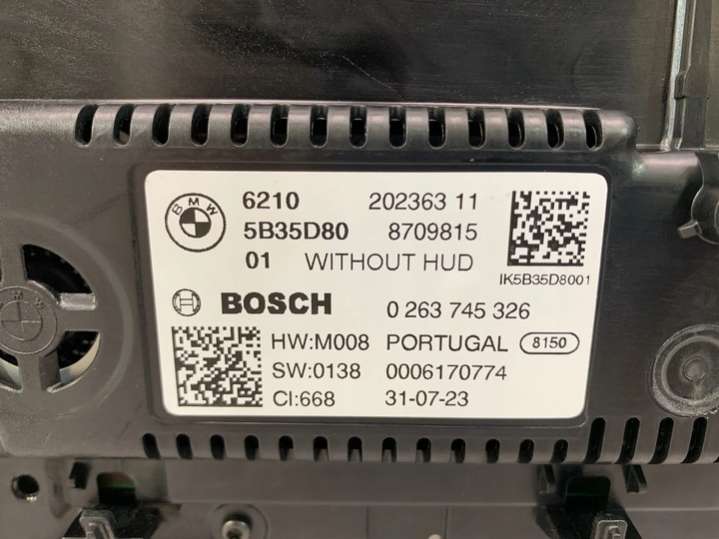 BMW
6210 202363 11
5B35D80 8709815
01 WITHOUT HUD
IK5B35D8001
BOSCH 0 263 745 326
HW:M008 PORTUGAL 8150
SW:0138 0006170774
CI:668 31-07-23